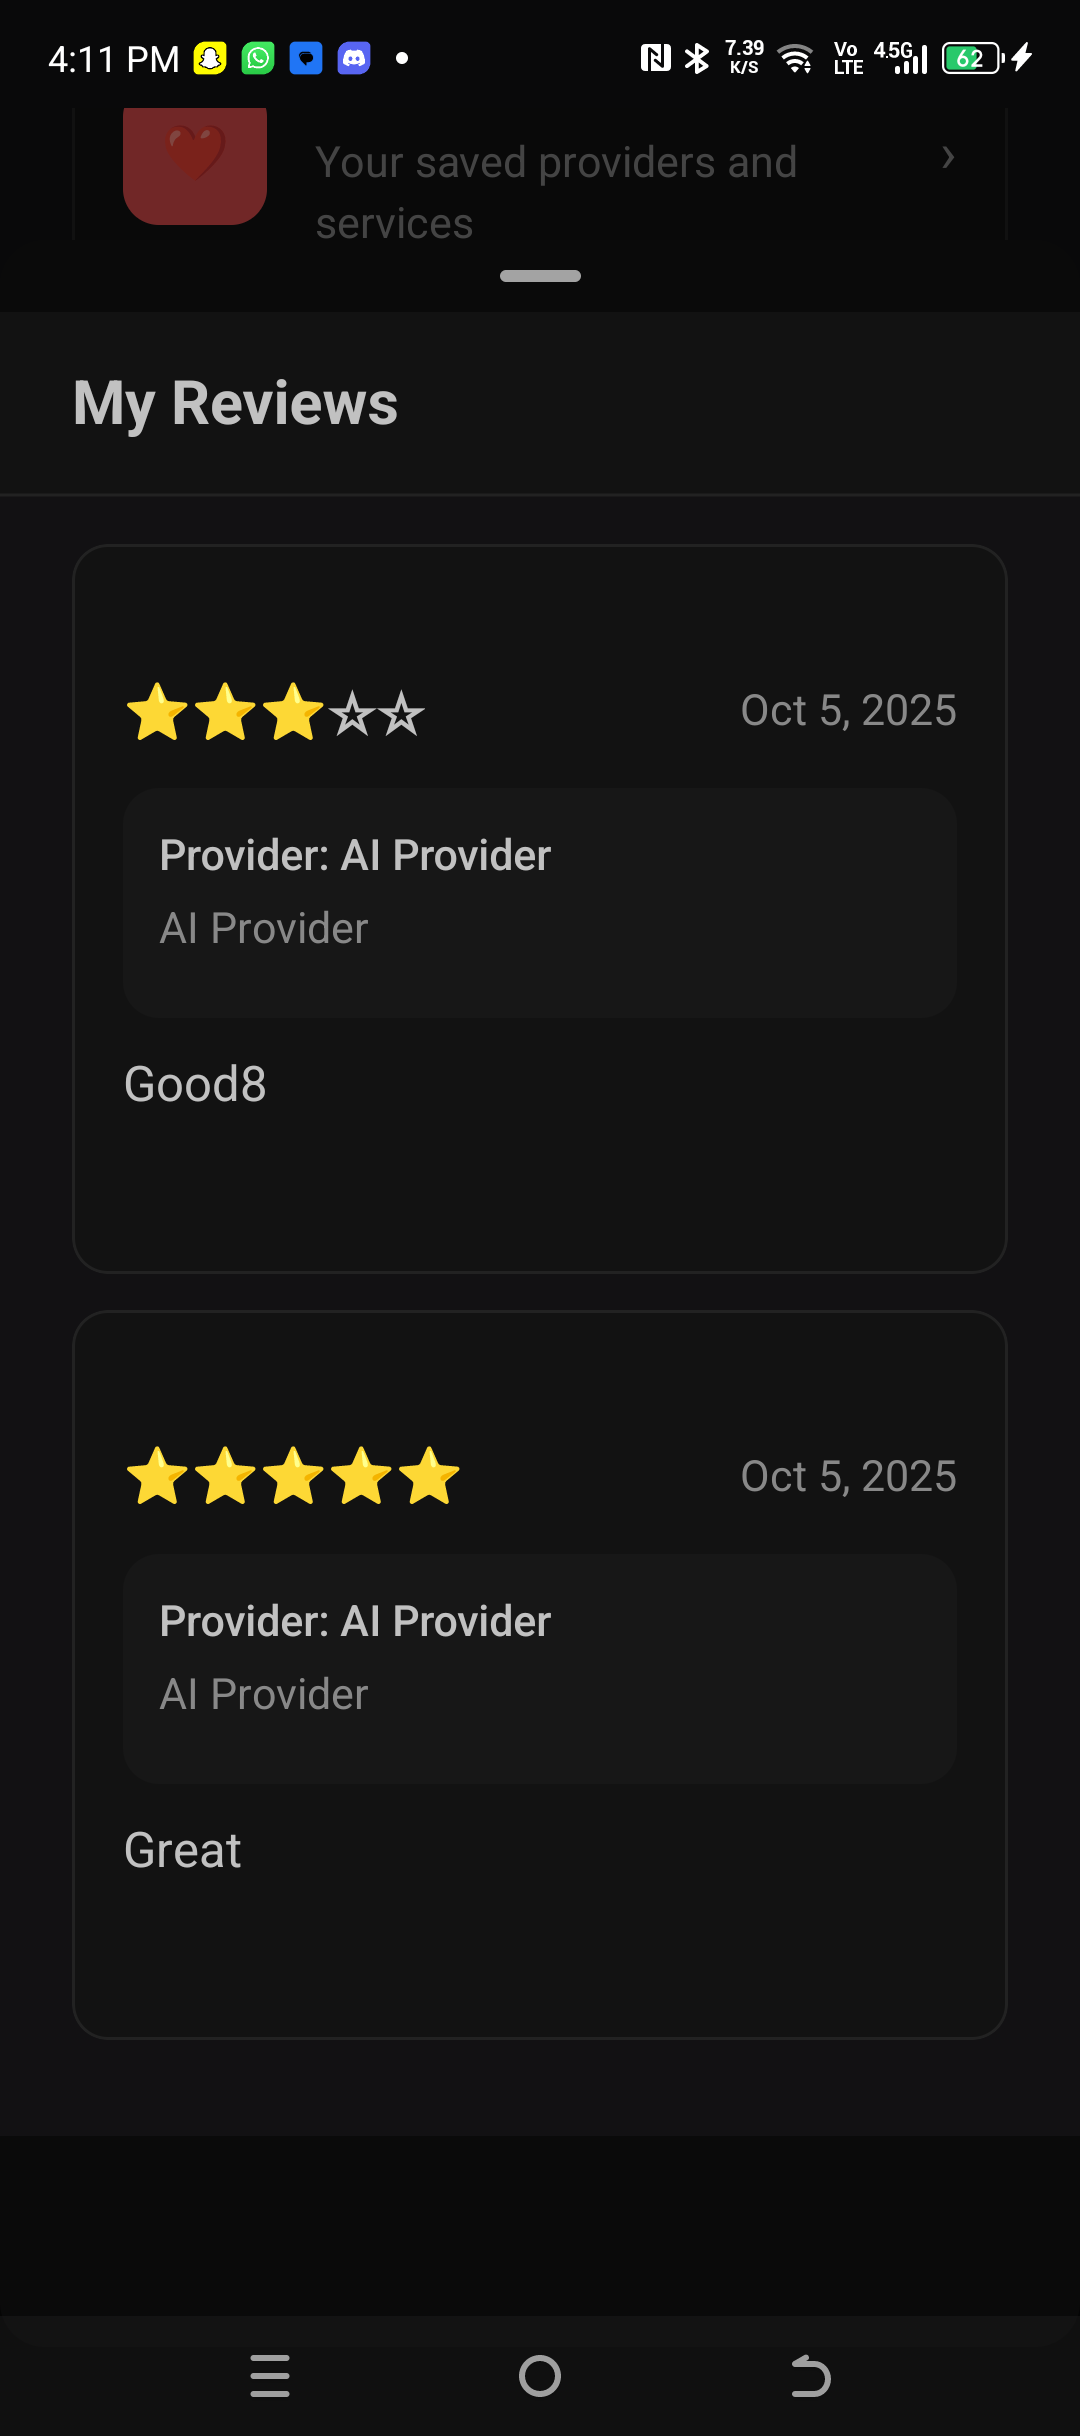 4:11 PM
7.39
K/S
Vo
LTE
4.5G
62
Your saved providers and
services
My Reviews
Oct 5, 2025
Provider: AI Provider
AI Provider
Good8
Oct 5, 2025
Provider: AI Provider
AI Provider
Great